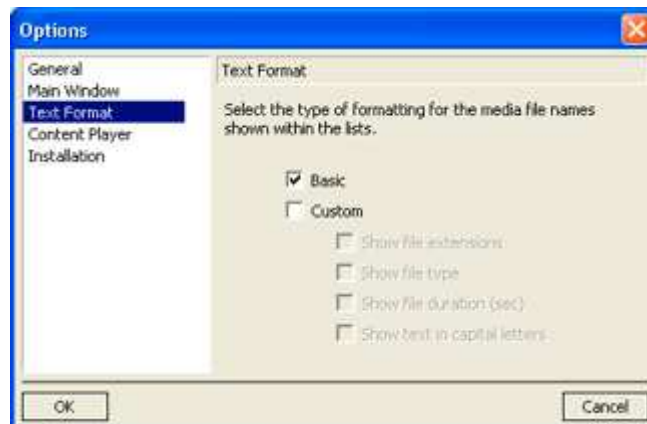 Options
General
Main Window
Text Format
Content Player
Installation
Text Format
Select the type of formatting for the media file names
shown within the lists.
Basic
Custom
Show file extensions
Show file type
Show file duration (sec)
Show text in capital letters
OK
Cancel